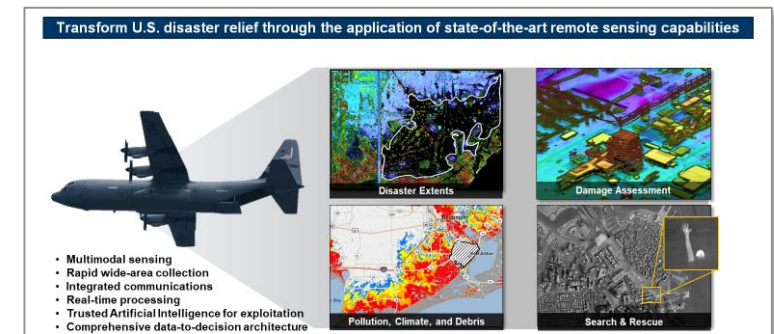 Transform U.S. disaster relief through the application of state-of-the-art remote sensing capabilities
Disaster Extents
Damage Assessment
• Multimodal sensing
• Rapid wide-area collection
• Integrated communications
• Real-time processing
• Trusted Artificial Intelligence for exploitation
• Comprehensive data-to-decision architecture
Pollution, Climate, and Debris
Search & Rescue